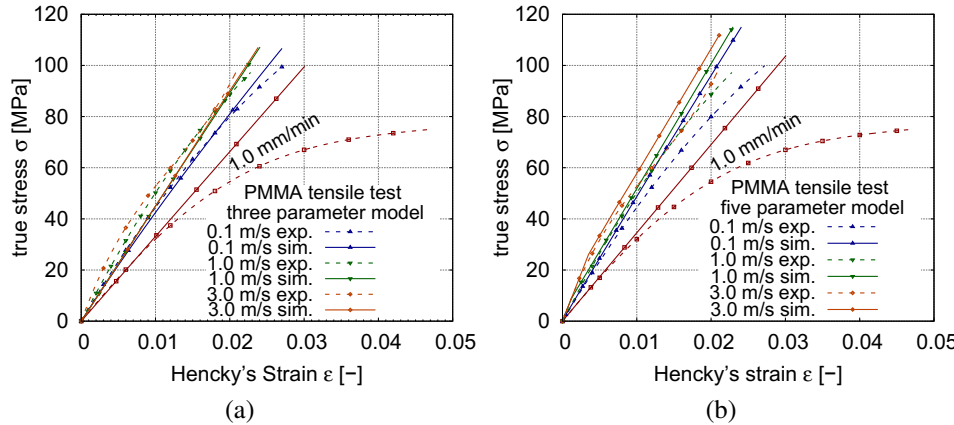 120
100
80
60
40
20
0
true stress σ [MPa]
1.0 mm/min
PMMA tensile test
three parameter model
0.1 m/s exp.
0.1 m/s sim.
1.0 m/s exp.
1.0 m/s sim.
3.0 m/s exp.
3.0 m/s sim.
0 0.01 0.02 0.03 0.04 0.05
Hencky's Strain ε [−]
(a)
120
100
80
60
40
20
0
true stress σ [MPa]
1.0 mm/min
PMMA tensile test
five parameter model
0.1 m/s exp.
0.1 m/s sim.
1.0 m/s exp.
1.0 m/s sim.
3.0 m/s exp.
3.0 m/s sim.
0 0.01 0.02 0.03 0.04 0.05
Hencky's strain ε [−]
(b)